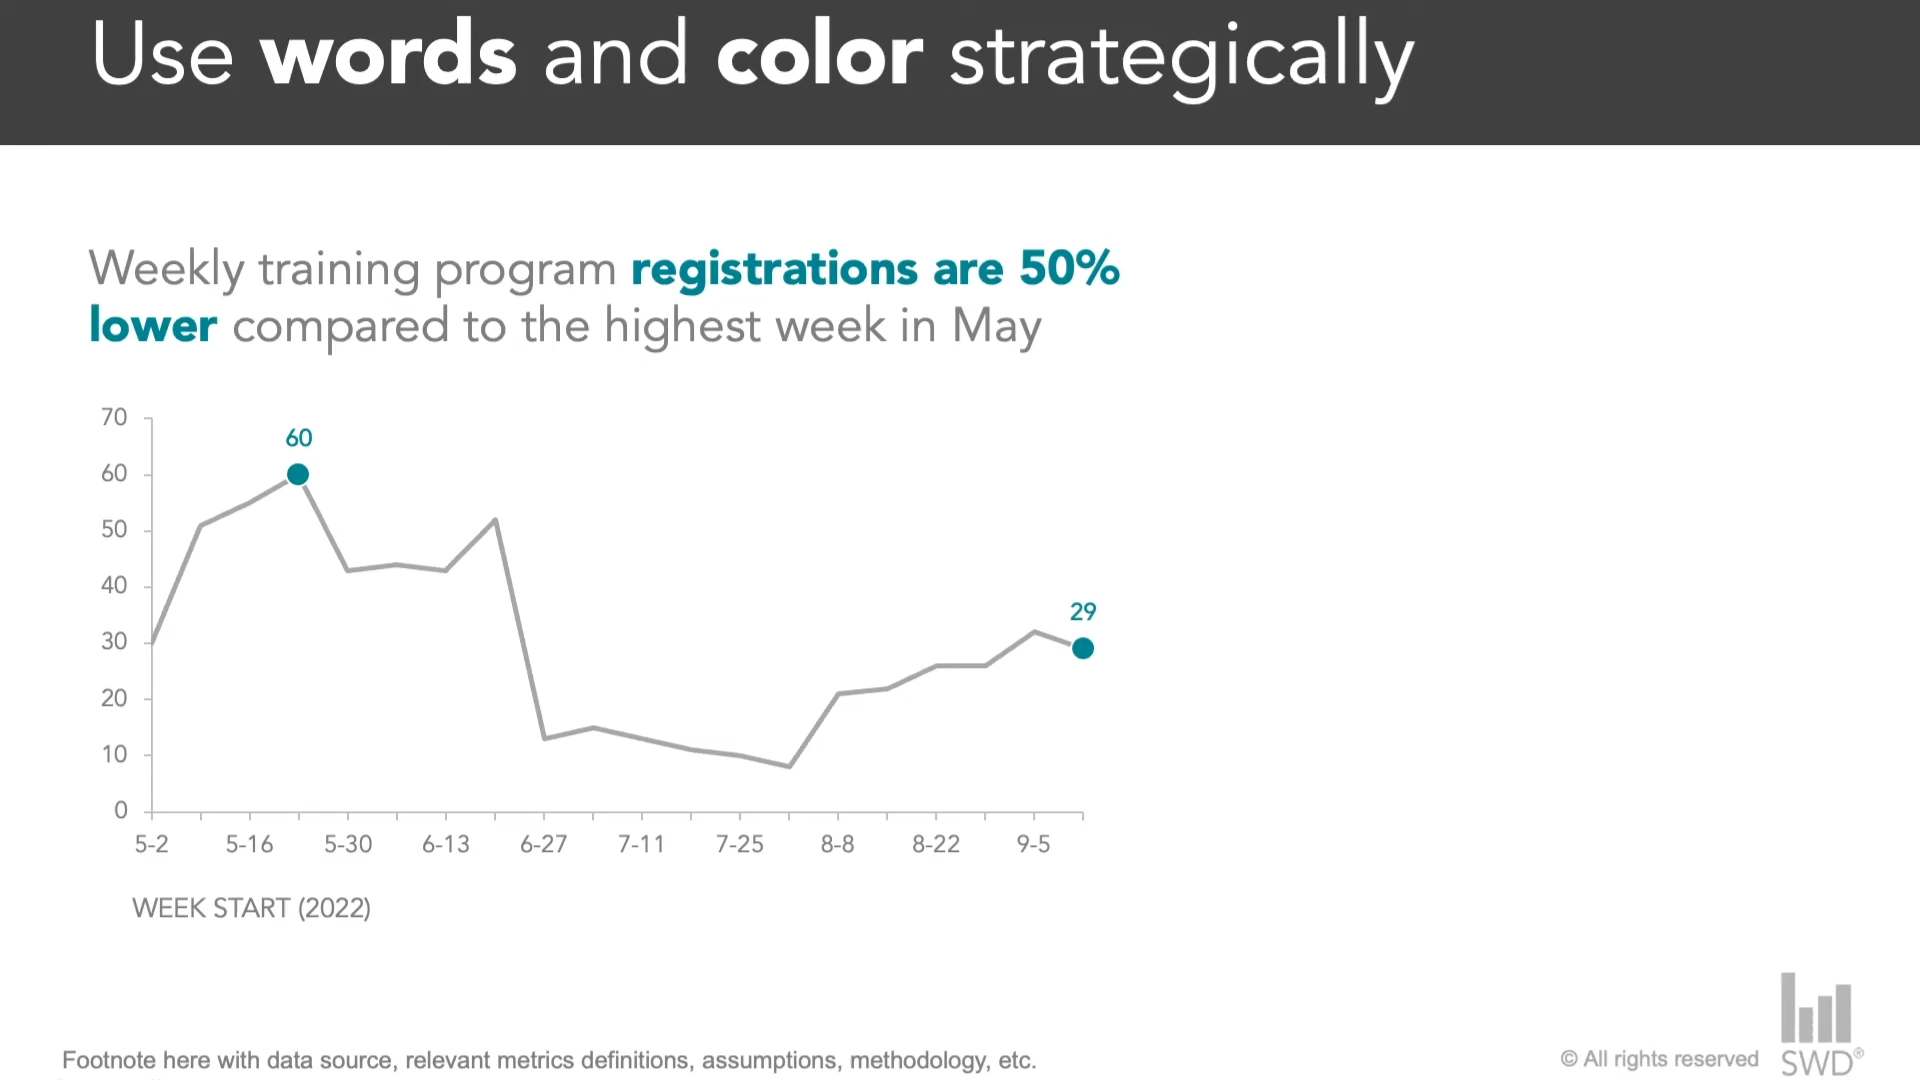 Use words and color strategically
Weekly training program registrations are 50%
lower compared to the highest week in May
70
60
50
40
30
20
10
0
60
29
5-2 5-16 5-30 6-13 6-27 7-11 7-25 8-8 8-22 9-5
WEEK START (2022)
Footnote here with data source, relevant metrics definitions, assumptions, methodology, etc.
© All rights reserved
SWD®